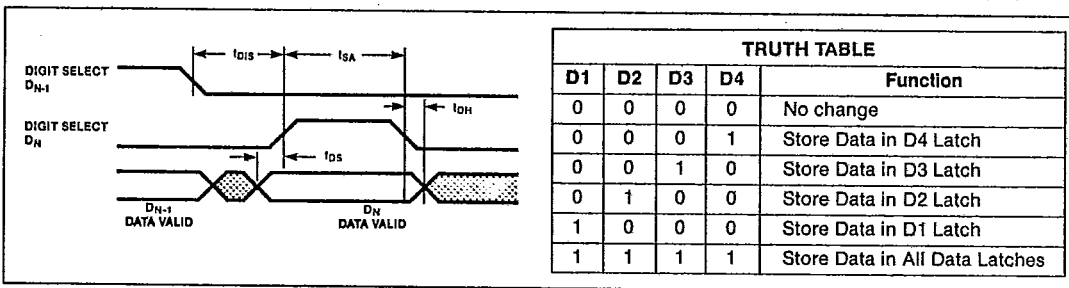 DIGIT SELECT
DN-1
DIGIT SELECT
DN
tDIS
tSA
tDH
tDS
DN-1
DATA VALID
DN
DATA VALID
TRUTH TABLE
D1 D2 D3 D4 Function
0 0 0 0 No change
0 0 0 1 Store Data in D4 Latch
0 0 1 0 Store Data in D3 Latch
0 1 0 0 Store Data in D2 Latch
1 0 0 0 Store Data in D1 Latch
1 1 1 1 Store Data in All Data Latches